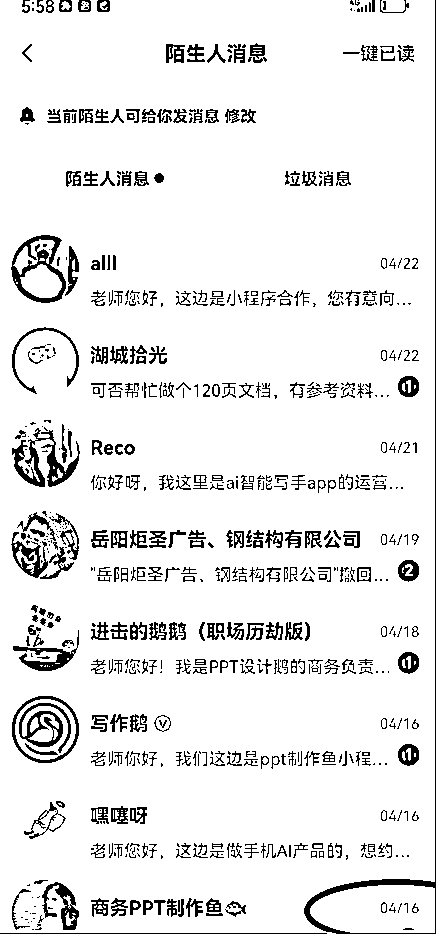 5:58
陌生人消息 一键已读
当前陌生人可给你发消息 修改
陌生人消息 垃圾消息
alll 04/22
老师您好，这边是小程序合作，您有意向...
湖城拾光 04/22
可否帮忙做个120页文档，有参考资料... 1
Reco 04/21
你好呀，我这里是ai智能写手app的运营...
岳阳炬圣广告、钢结构有限公司 04/19
"岳阳炬圣广告、钢结构有限公司"撤回... 2
进击的鹅鹅（职场历劫版） 04/18
老师您好！我是PPT设计鹅的商务负责... 1
写作鹅 04/16
老师你好，我们这边是ppt制作鱼小程... 1
嘿噻呀 04/16
老师您好，这边是做手机AI产品的，想约...
商务PPT制作鱼 04/16